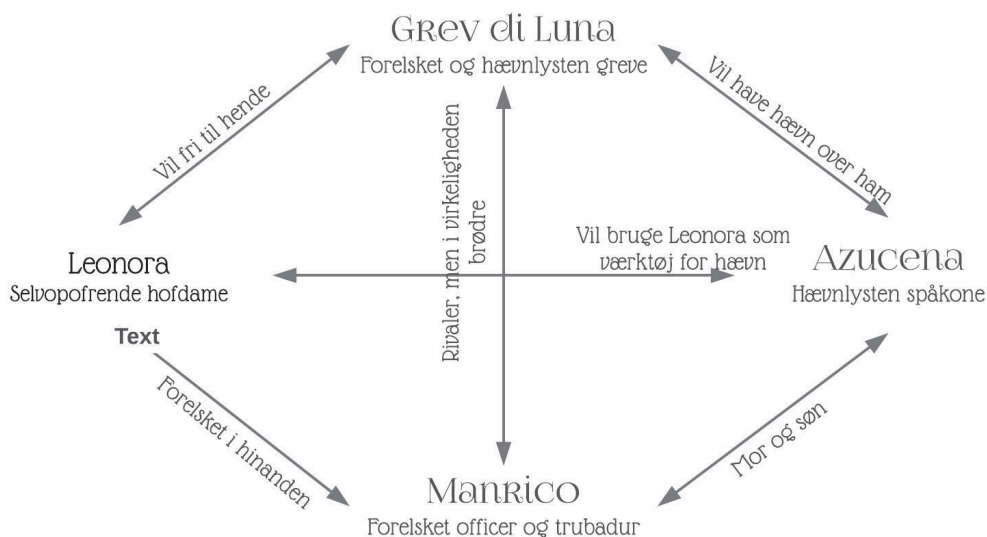 Grev di Luna
Forelsket og hævnlysten greve
Vil fri til hende
Vil have hævn over ham
Rivaler, men i virkeligheden
brødre
Vil bruge Leonora som
værktøj for hævn
Leonora
Selvopofrende hofdame
Azucena
Hævnlysten spåkone
Text
Forelsket i hinanden
Mor og søn
Manrico
Forelsket officer og trubadur